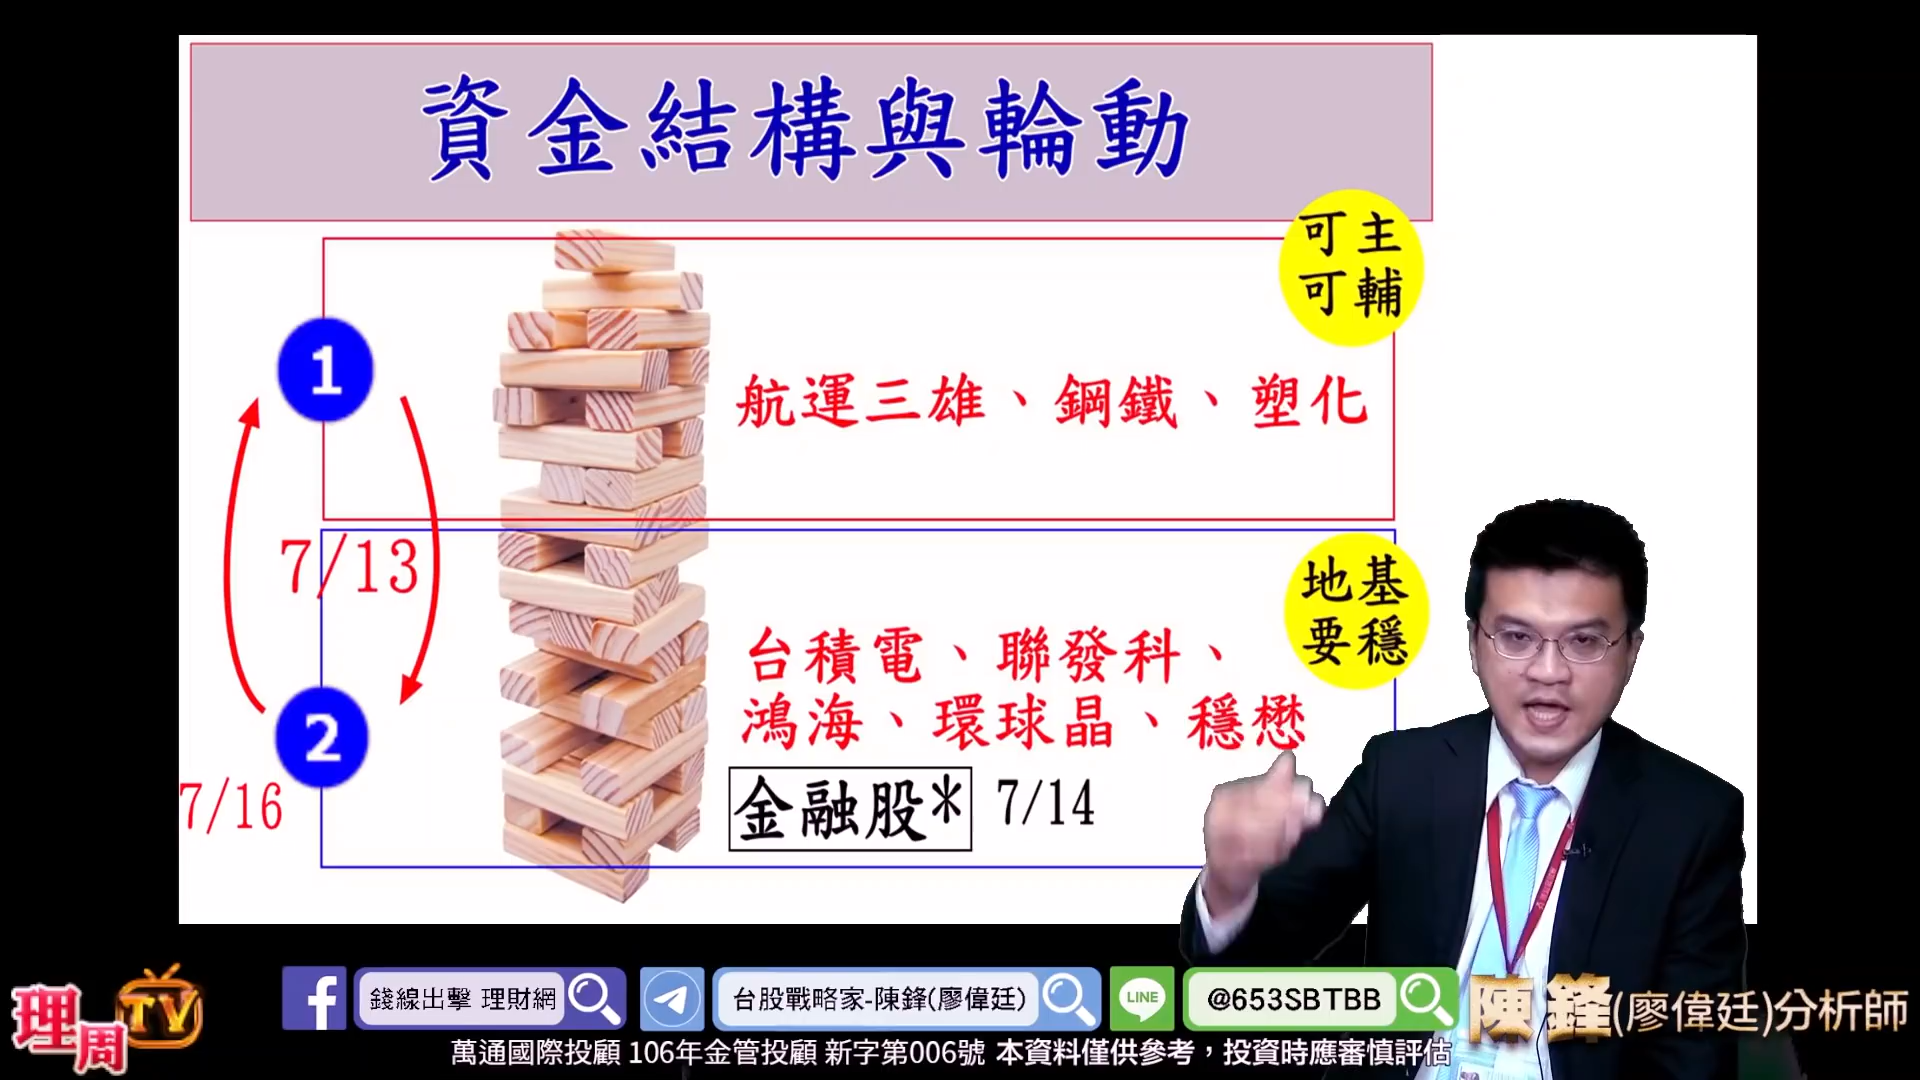 資金結構與輪動
可主
可輔
1
航運三雄、鋼鐵、塑化
7/13
地基
要穩
台積電、聯發科、
鴻海、環球晶、穩懋
2
7/16
金融股* 7/14
理周TV
f 錢線出擊 理財網
台股戰略家-陳鋒(廖偉廷)
LINE @653SBTBB
陳鋒(廖偉廷)分析師
萬通國際投顧 106年金管投顧 新字第006號 本資料僅供參考，投資時應審慎評估